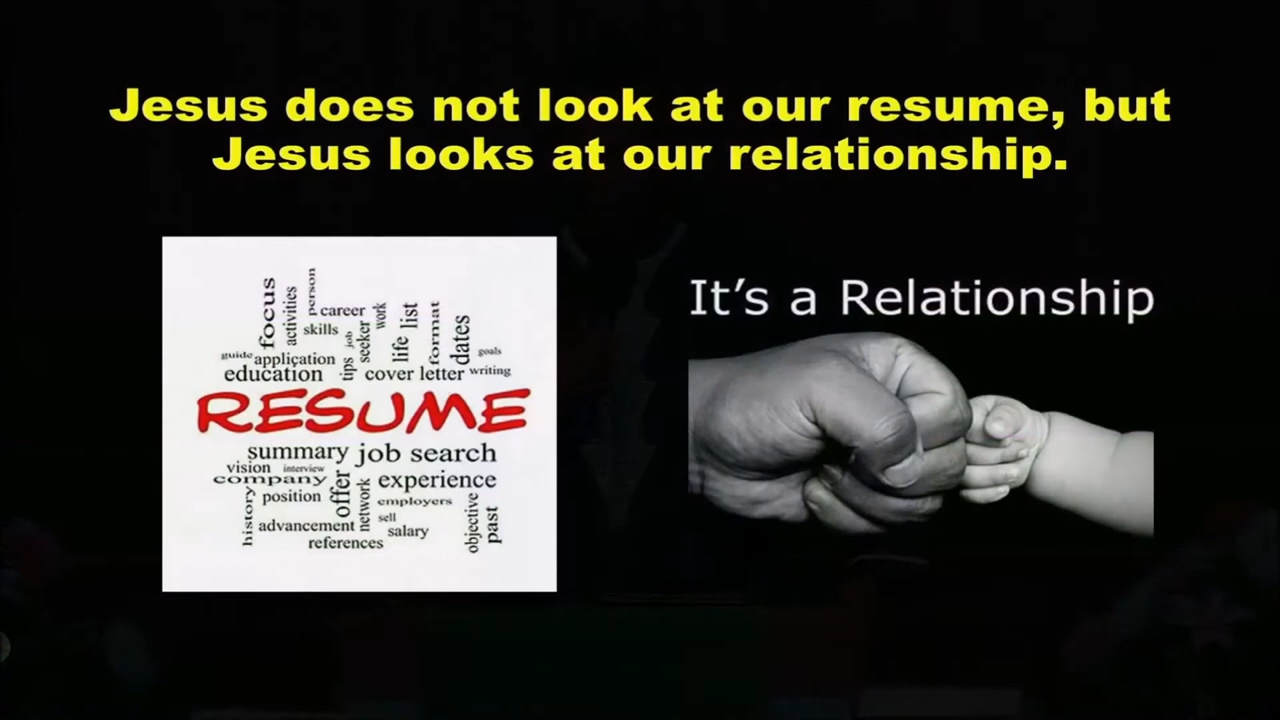 Jesus does not look at our resume, but
Jesus looks at our relationship.
focus
activities
person
career
skills
job
seeker
work
life
list
format
dates
goals
guide
application
education
tips
cover letter
writing
RESUME
summary
job search
vision
interview
company
offer
experience
history
position
network
employers
advancement
sell
salary
references
objective
past
It's a Relationship